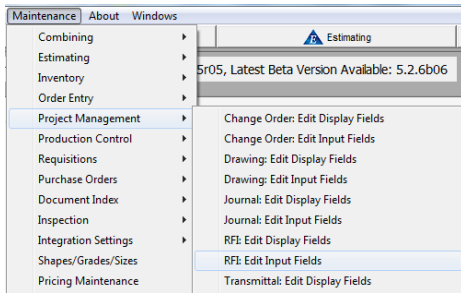 Maintenance About Windows
Combining
Estimating
Estimating
5r05, Latest Beta Version Available: 5.2.6b06
Inventory
Order Entry
Project Management
Production Control
Requisitions
Purchase Orders
Document Index
Inspection
Integration Settings
Shapes/Grades/Sizes
Pricing Maintenance
Change Order: Edit Display Fields
Change Order: Edit Input Fields
Drawing: Edit Display Fields
Drawing: Edit Input Fields
Journal: Edit Display Fields
Journal: Edit Input Fields
RFI: Edit Display Fields
RFI: Edit Input Fields
Transmittal: Edit Display Fields